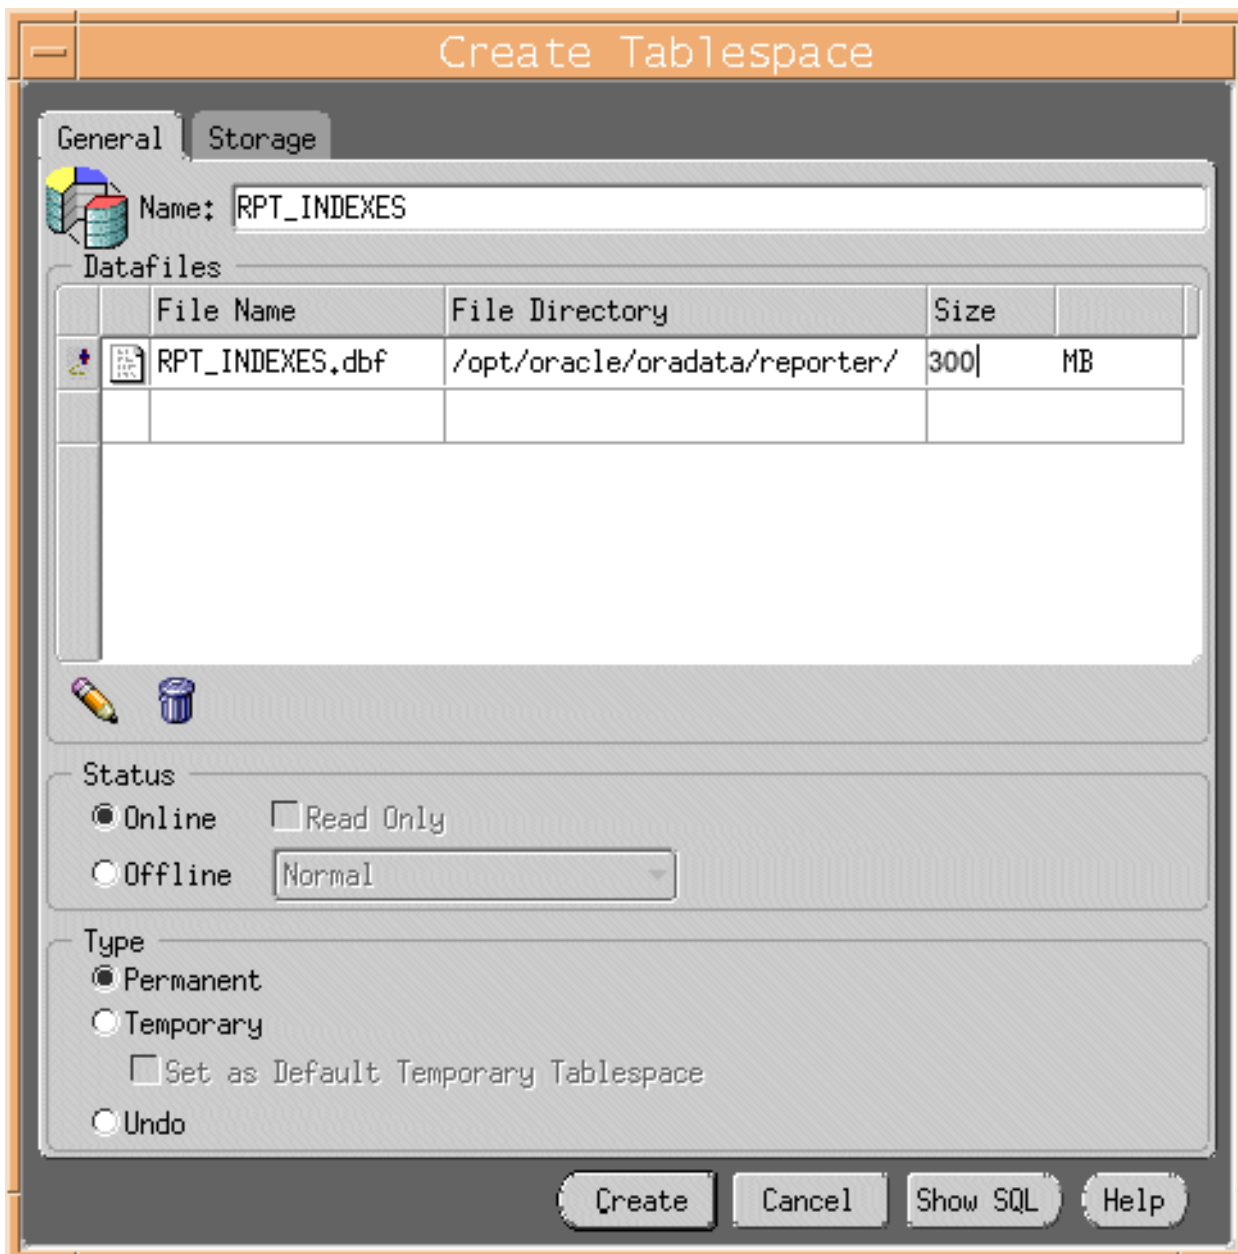 Create Tablespace
General Storage
Name: RPT_INDEXES
Datafiles
File Name File Directory Size
RPT_INDEXES.dbf /opt/oracle/oradata/reporter/ 300 MB
Status
Online Read Only
Offline Normal
Type
Permanent
Temporary
Set as Default Temporary Tablespace
Undo
Create Cancel Show SQL Help